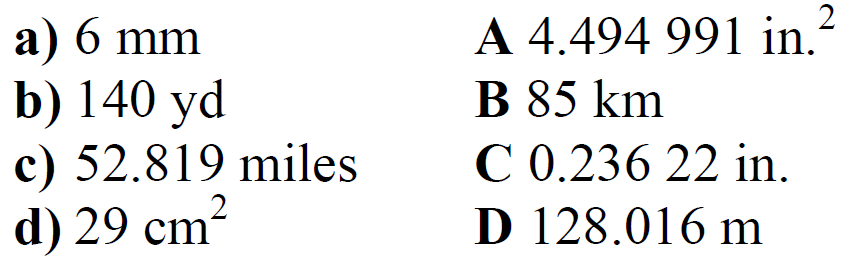 a) 6 mm A 4.494 991 in.²
b) 140 yd B 85 km
c) 52.819 miles C 0.236 22 in.
d) 29 cm² D 128.016 m